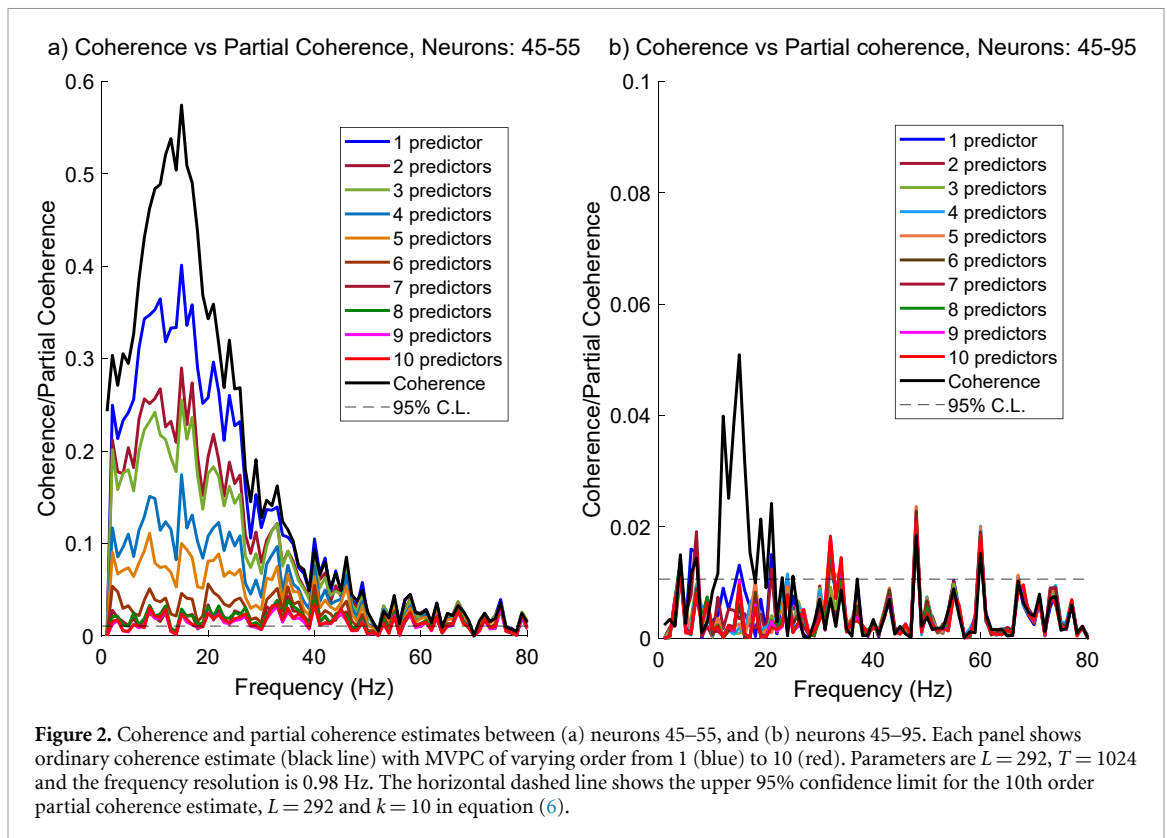 a) Coherence vs Partial Coherence, Neurons: 45-55
0.6
0.5
0.4
0.3
0.2
0.1
0
Coherence/Partial Coeherence
0 20 40 60 80
Frequency (Hz)
1 predictor
2 predictors
3 predictors
4 predictors
5 predictors
6 predictors
7 predictors
8 predictors
9 predictors
10 predictors
Coherence
95% C.L.
b) Coherence vs Partial coherence, Neurons: 45-95
0.1
0.08
0.06
0.04
0.02
0
Coherence/Partial Coeherence
0 20 40 60 80
Frequency (Hz)
1 predictor
2 predictors
3 predictors
4 predictors
5 predictors
6 predictors
7 predictors
8 predictors
9 predictors
10 predictors
Coherence
95% C.L.
Figure 2. Coherence and partial coherence estimates between (a) neurons 45–55, and (b) neurons 45–95. Each panel shows
ordinary coherence estimate (black line) with MVPC of varying order from 1 (blue) to 10 (red). Parameters are L = 292, T = 1024
and the frequency resolution is 0.98 Hz. The horizontal dashed line shows the upper 95% confidence limit for the 10th order
partial coherence estimate, L = 292 and k = 10 in equation (6).